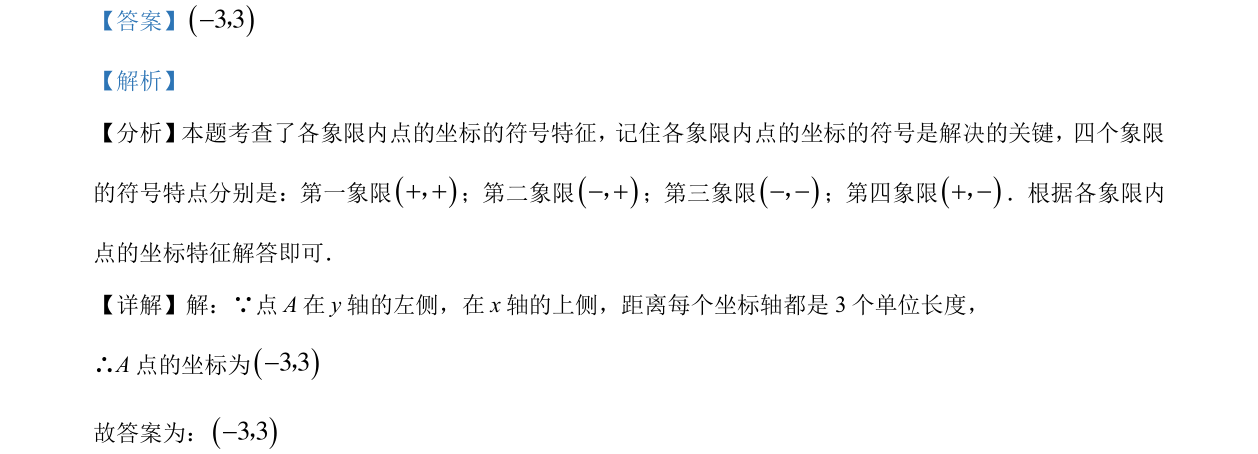 【答案】(−3,3)
【解析】
【分析】本题考查了各象限内点的坐标的符号特征，记住各象限内点的坐标的符号是解决的关键，四个象限
的符号特点分别是：第一象限(+,+)；第二象限(−,+)；第三象限(−,−)；第四象限(+,−)．根据各象限内
点的坐标特征解答即可．
【详解】解：∵点 A 在 y 轴的左侧，在 x 轴的上侧，距离每个坐标轴都是 3 个单位长度，
∴A 点的坐标为(−3,3)
故答案为：(−3,3)